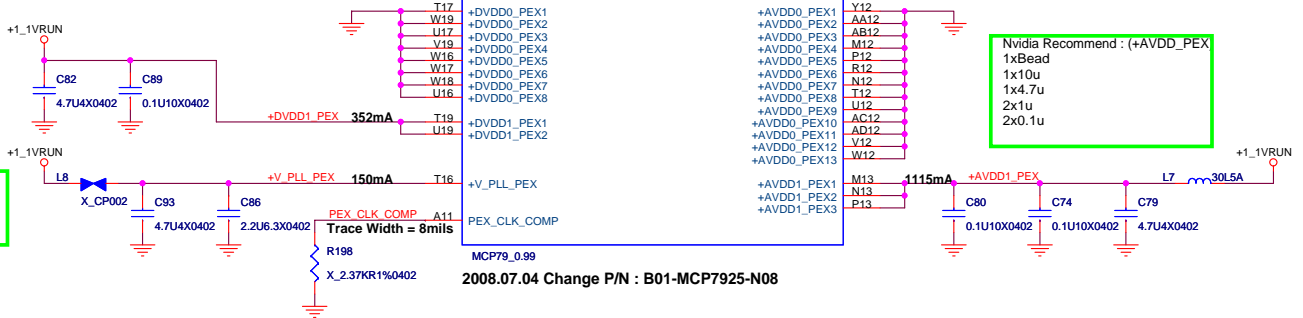 T17 +DVDD0_PEX1
W19 +DVDD0_PEX2
U17 +DVDD0_PEX3
V19 +DVDD0_PEX4
W16 +DVDD0_PEX5
W17 +DVDD0_PEX6
W18 +DVDD0_PEX7
U16 +DVDD0_PEX8
+1_1VRUN
C82
4.7U4X0402
C89
0.1U10X0402
+DVDD1_PEX 352mA
T19 +DVDD1_PEX1
U19 +DVDD1_PEX2
+1_1VRUN
L8
X_CP002
C93
4.7U4X0402
C86
2.2U6.3X0402
+V_PLL_PEX 150mA T16 +V_PLL_PEX
PEX_CLK_COMP A11 PEX_CLK_COMP
Trace Width = 8mils
R198
X_2.37KR1%0402
MCP79_0.99
2008.07.04 Change P/N : B01-MCP7925-N08
+AVDD0_PEX1 Y12
+AVDD0_PEX2 AA12
+AVDD0_PEX3 AB12
+AVDD0_PEX4 M12
+AVDD0_PEX5 P12
+AVDD0_PEX6 R12
+AVDD0_PEX7 N12
+AVDD0_PEX8 T12
+AVDD0_PEX9 U12
+AVDD0_PEX10 AC12
+AVDD0_PEX11 AD12
+AVDD0_PEX12 V12
+AVDD0_PEX13 W12
+AVDD1_PEX1 M13
+AVDD1_PEX2 N13
+AVDD1_PEX3 P13
1115mA +AVDD1_PEX
L7 30L5A
+1_1VRUN
C80
0.1U10X0402
C74
0.1U10X0402
C79
4.7U4X0402
Nvidia Recommend : (+AVDD_PEX
1xBead
1x10u
1x4.7u
2x1u
2x0.1u